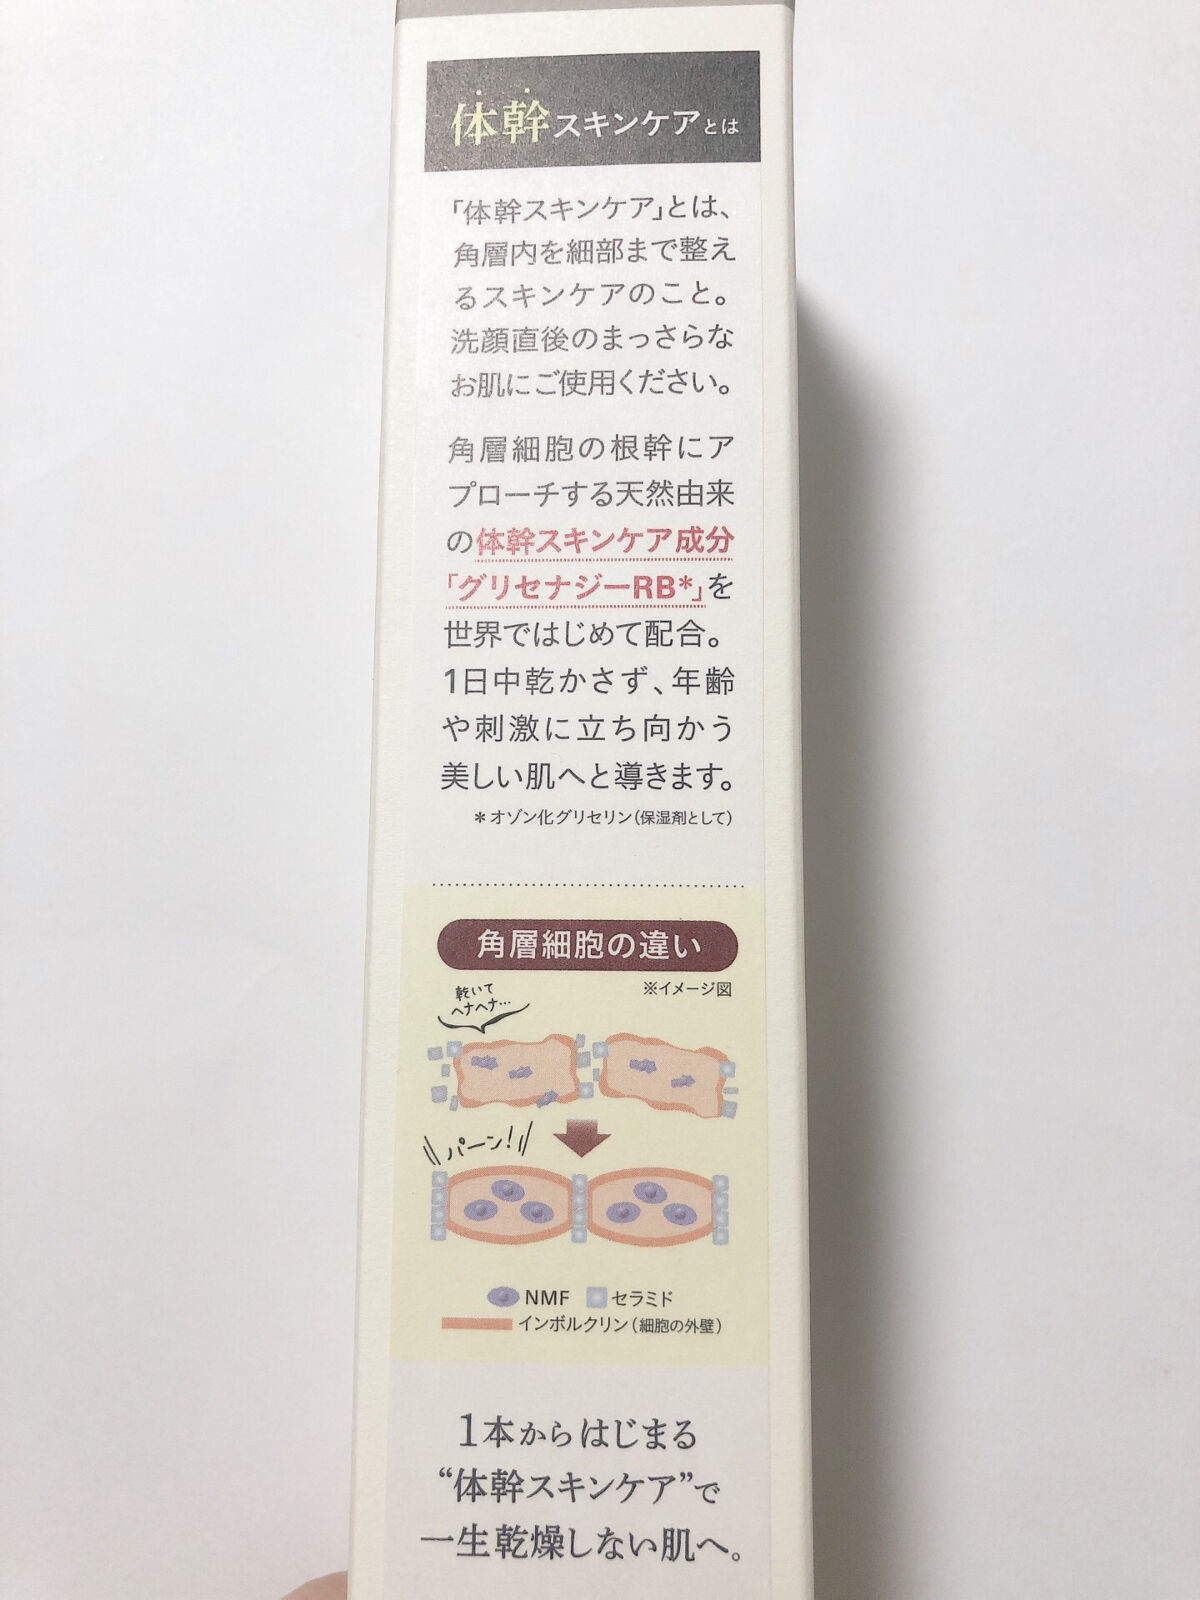 体幹スキンケアとは
「体幹スキンケア」とは、
角層内を細部まで整え
るスキンケアのこと。
洗顔直後のまっさらな
お肌にご使用ください。
角層細胞の根幹にア
プローチする天然由来
の体幹スキンケア成分
「グリセナジーRB*」を
世界ではじめて配合。
1日中乾かさず、年齢
や刺激に立ち向かう
美しい肌へと導きます。
＊オゾン化グリセリン（保湿剤として）
角層細胞の違い
※イメージ図
乾いて
ヘナヘナ…
パーン!
NMF セラミド
インボルクリン（細胞の外壁）
1本からはじまる
“体幹スキンケア”で
一生乾燥しない肌へ。